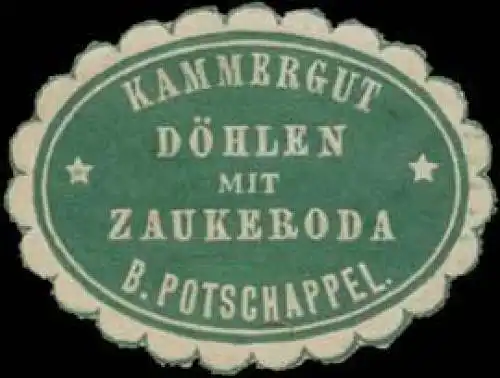 KAMMERGUT
DÖHLEN
MIT
ZAUKERODA
B. POTSCHAPPEL.